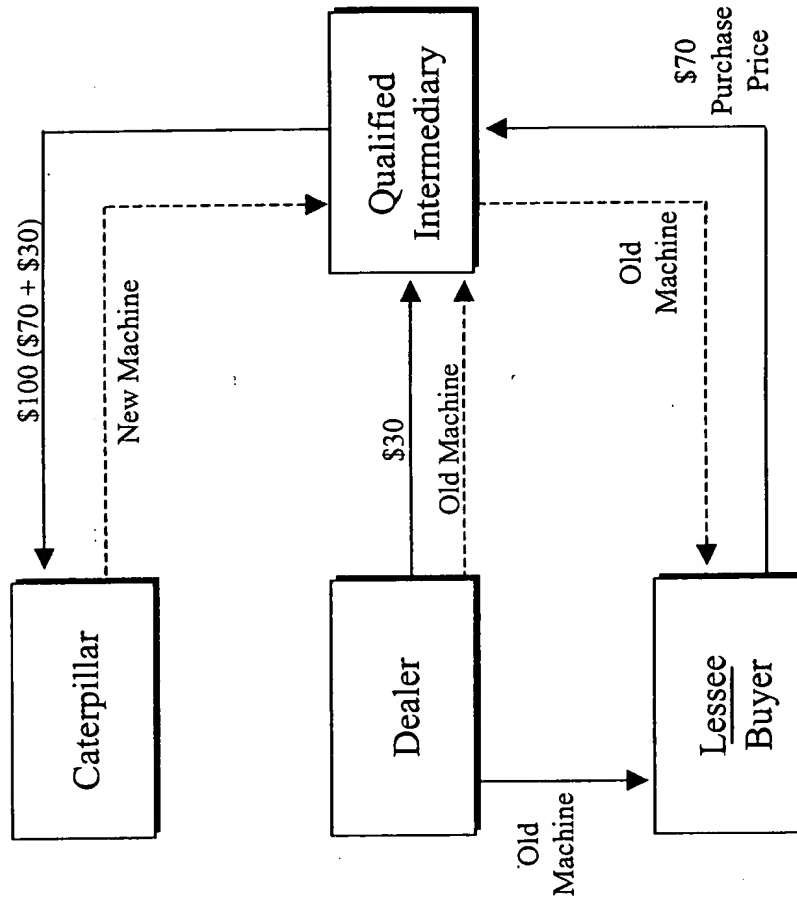 Caterpillar
$100 ($70 + $30)
New Machine
Qualified
Intermediary
Dealer
$30
Old Machine
Old
Machine
Old
Machine
Lessee
Buyer
$70
Purchase
Price